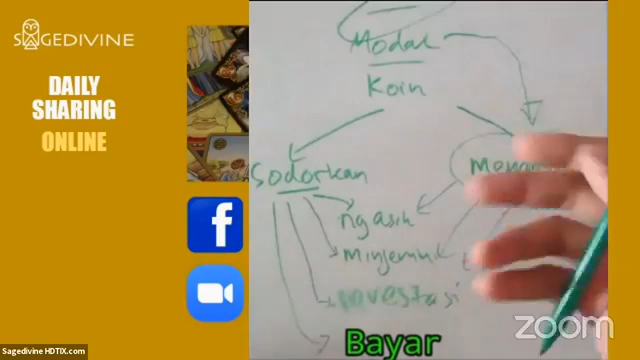 SAGEDIVINE
DAILY
SHARING
ONLINE
Modal
Koin
Sodorkan
ngasih
minjemin
investasi
Bayar
zoom
Sagedivine HDTIX.com